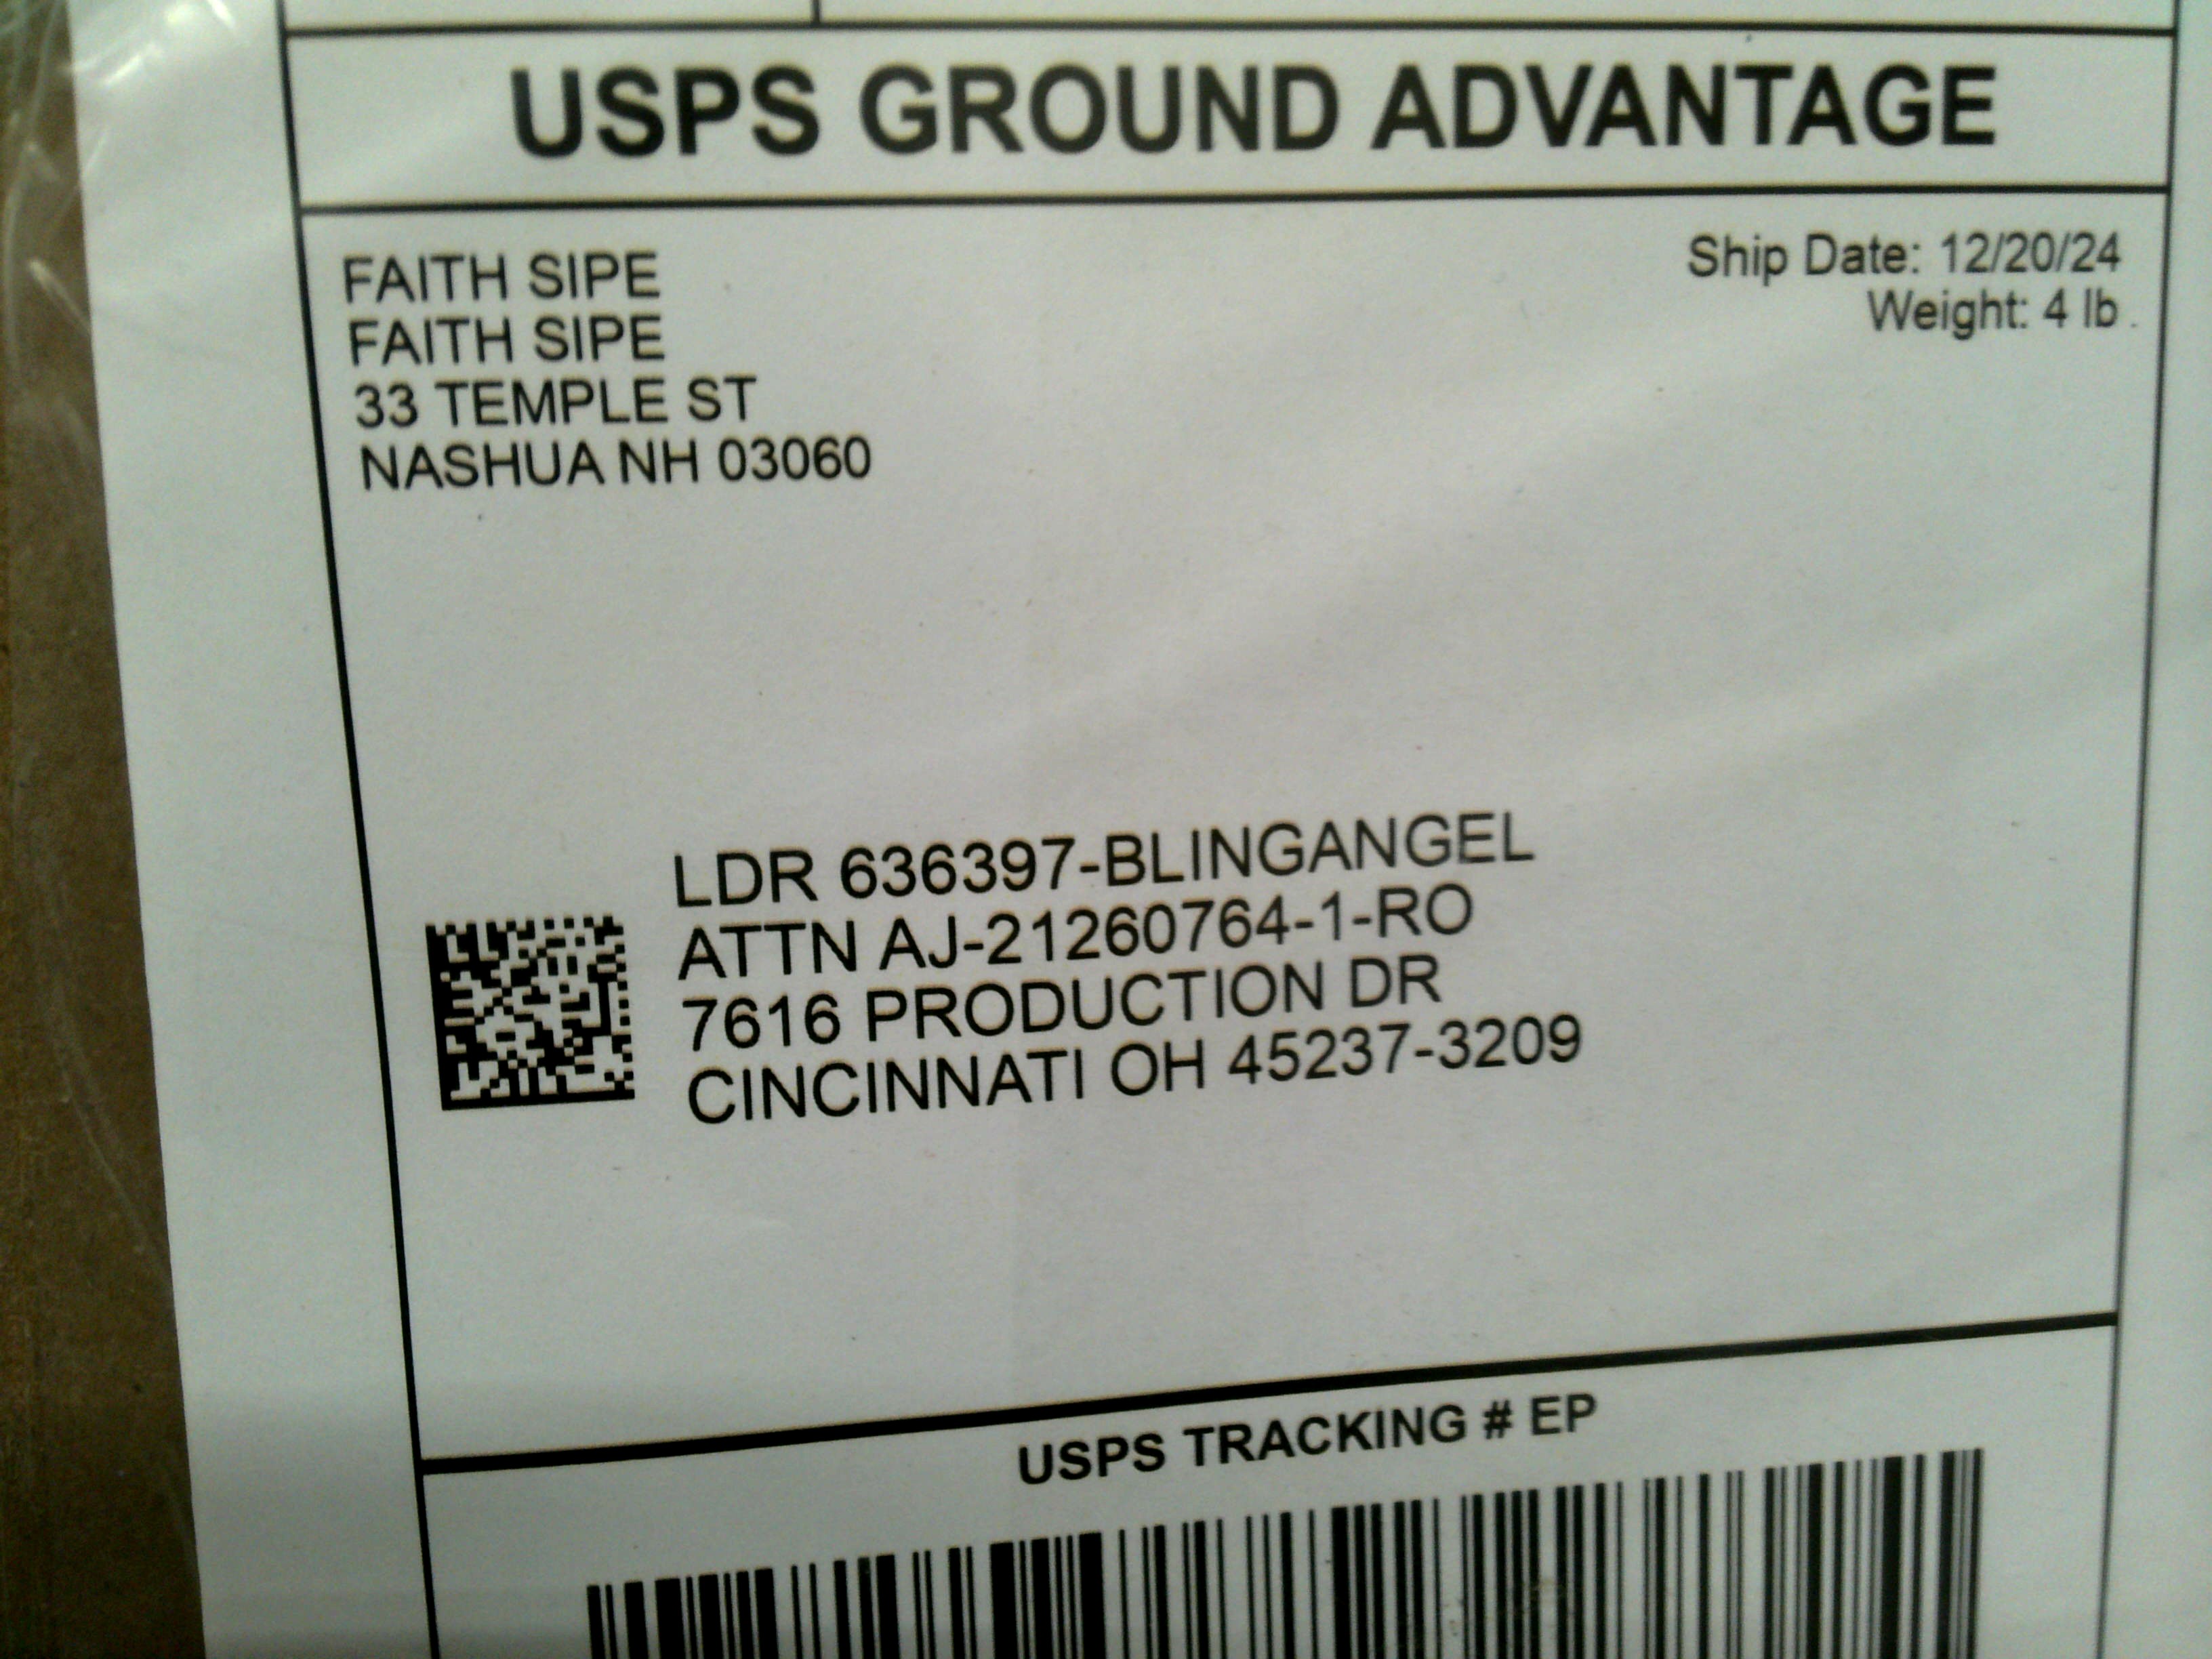 USPS GROUND ADVANTAGE
FAITH SIPE
FAITH SIPE
33 TEMPLE ST
NASHUA NH 03060
Ship Date: 12/20/24
Weight: 4 lb
LDR 636397-BLINGANGEL
ATTN AJ-21260764-1-RO
7616 PRODUCTION DR
CINCINNATI OH 45237-3209
USPS TRACKING # EP